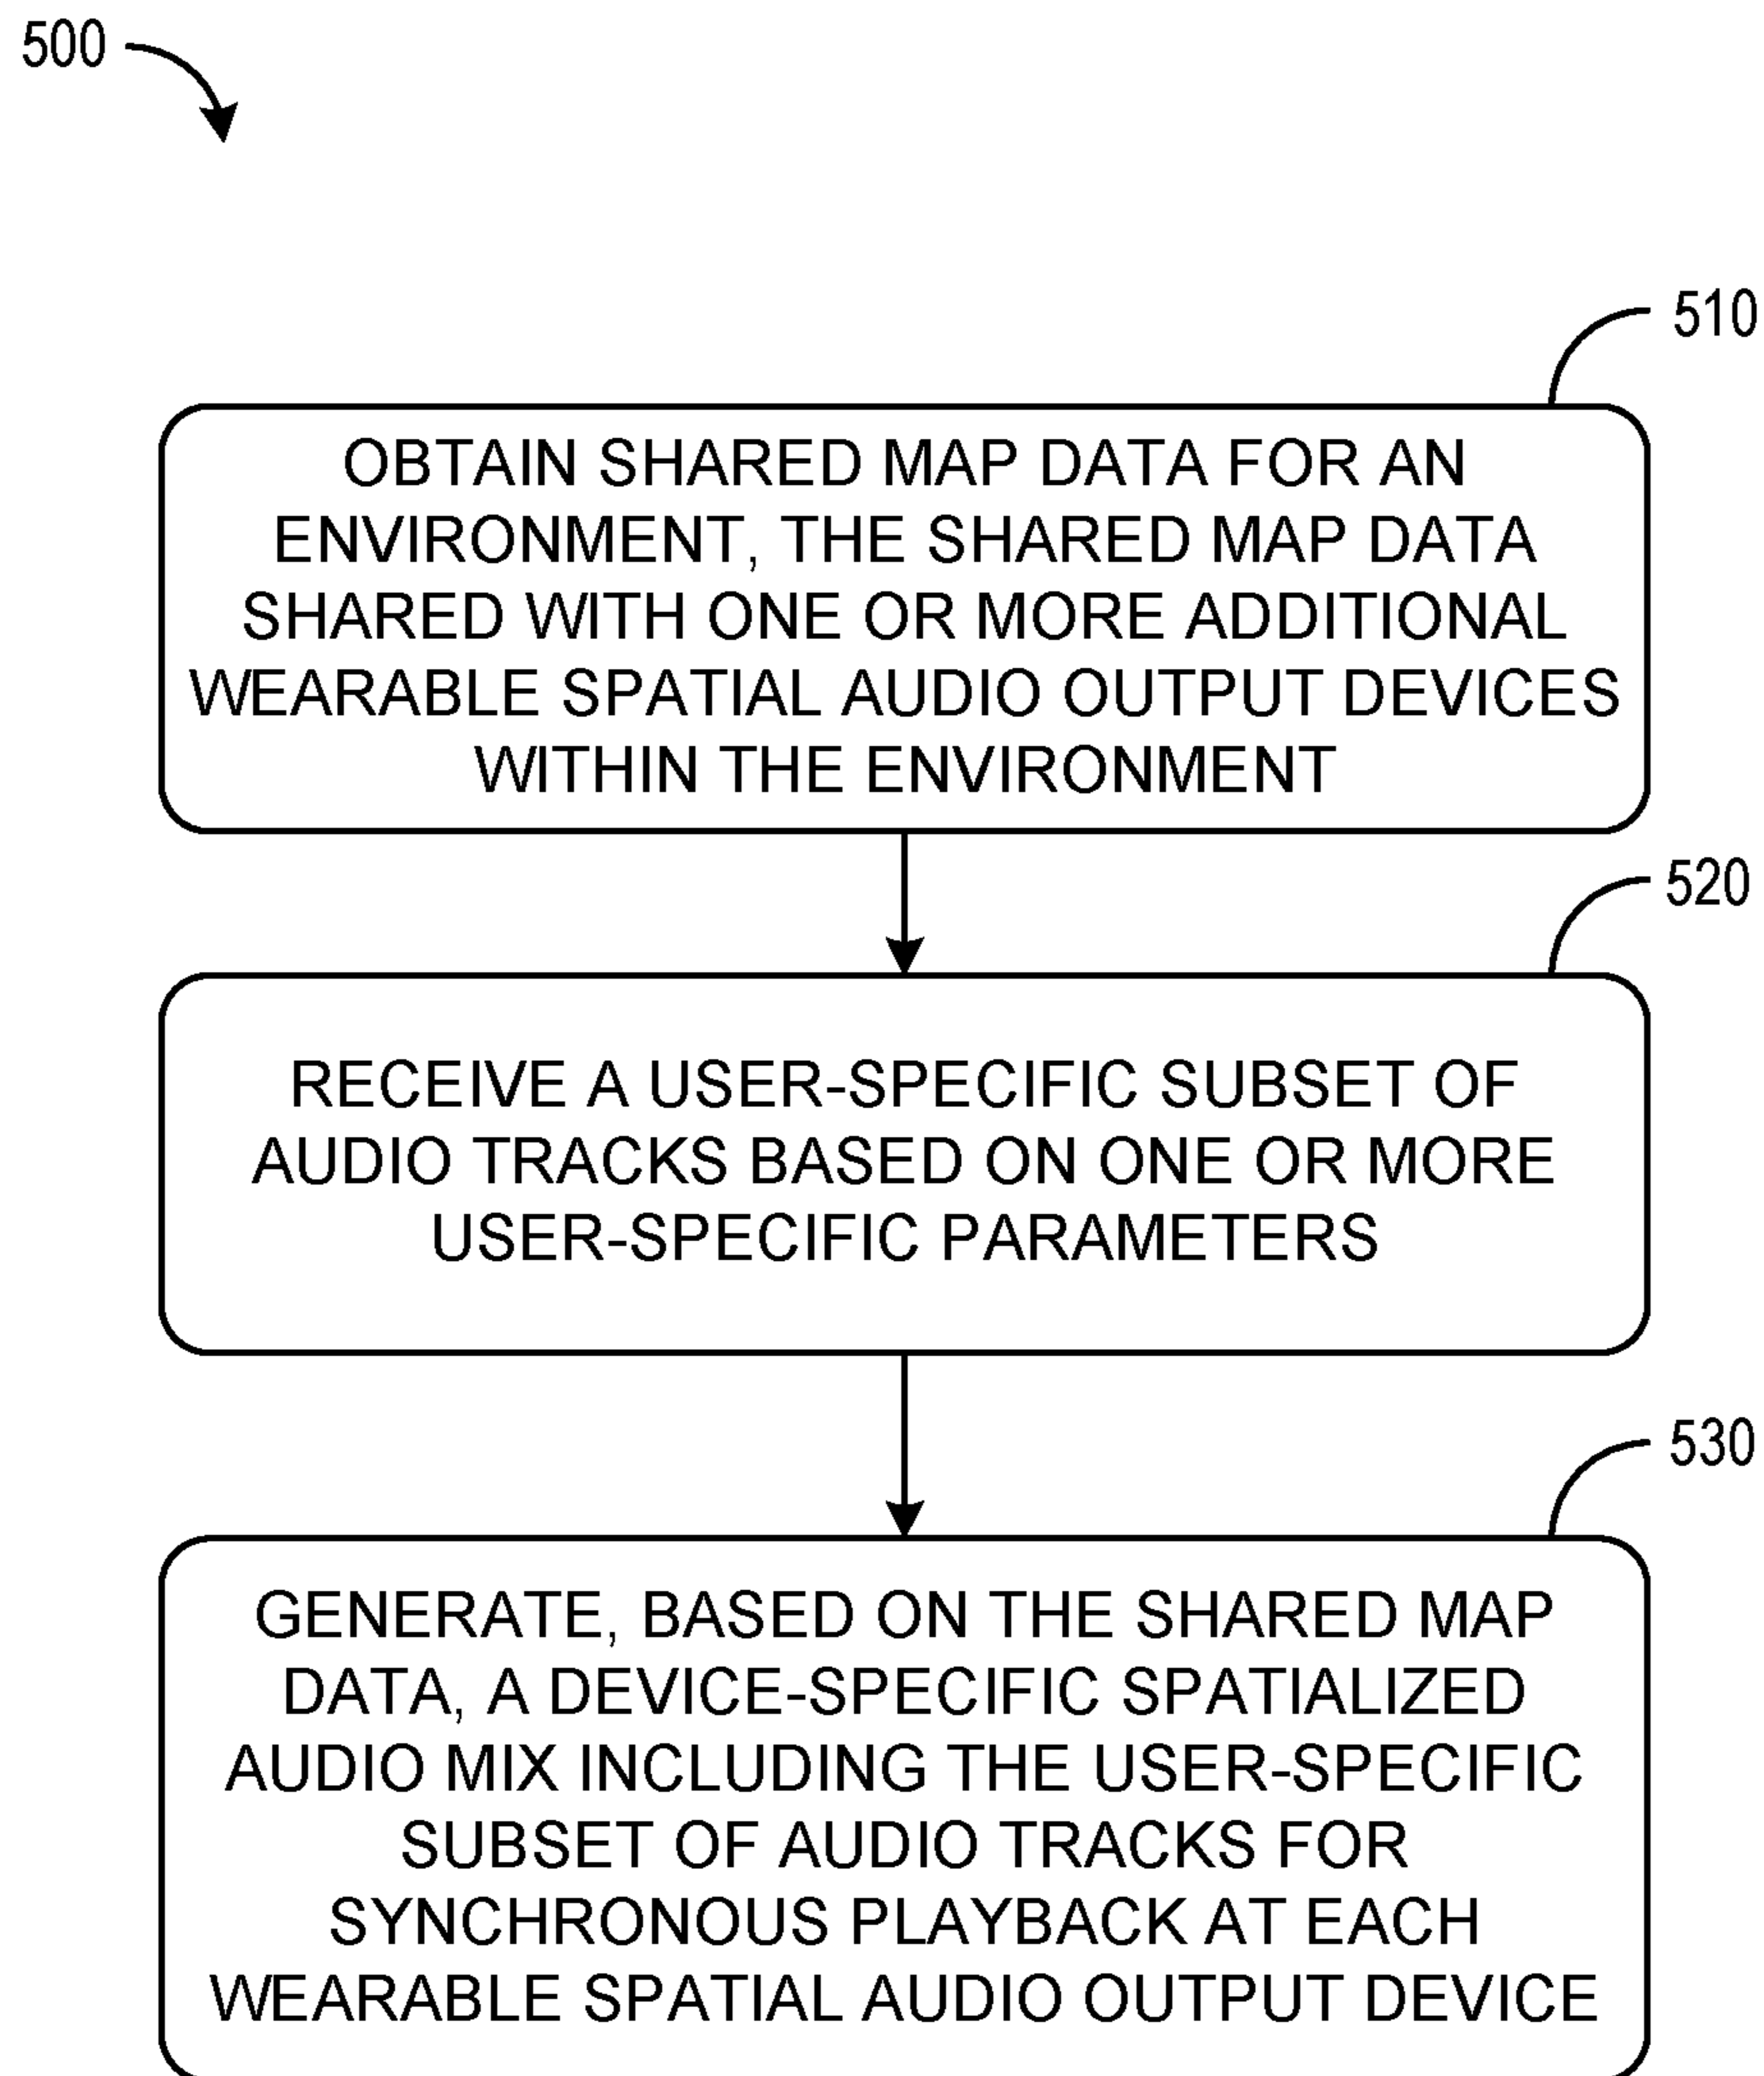 500
510
OBTAIN SHARED MAP DATA FOR AN
ENVIRONMENT, THE SHARED MAP DATA
SHARED WITH ONE OR MORE ADDITIONAL
WEARABLE SPATIAL AUDIO OUTPUT DEVICES
WITHIN THE ENVIRONMENT
520
RECEIVE A USER-SPECIFIC SUBSET OF
AUDIO TRACKS BASED ON ONE OR MORE
USER-SPECIFIC PARAMETERS
530
GENERATE, BASED ON THE SHARED MAP
DATA, A DEVICE-SPECIFIC SPATIALIZED
AUDIO MIX INCLUDING THE USER-SPECIFIC
SUBSET OF AUDIO TRACKS FOR
SYNCHRONOUS PLAYBACK AT EACH
WEARABLE SPATIAL AUDIO OUTPUT DEVICE